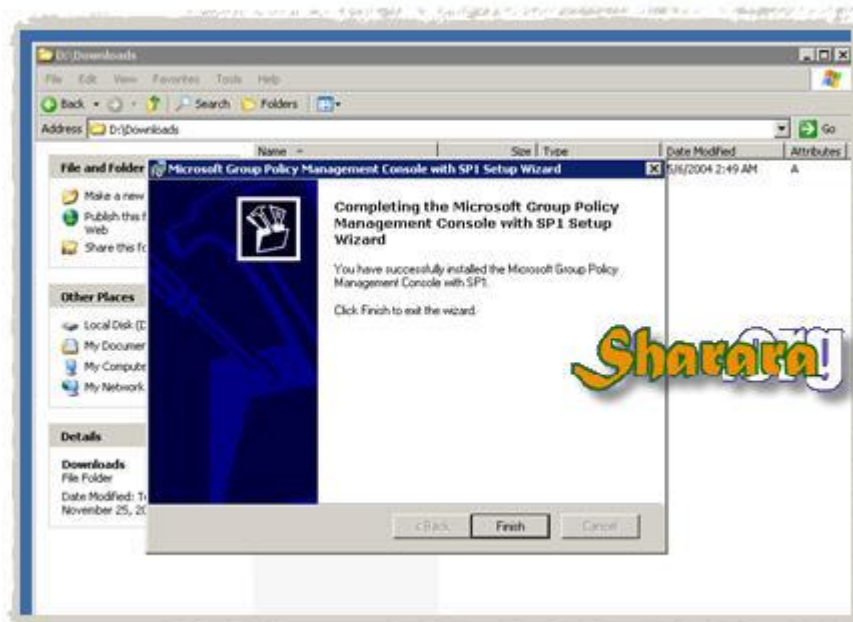 D:\Downloads
File Edit View Favorites Tools Help
Back Search Folders
Address D:\Downloads Go
Name Size Type Date Modified Attributes
File and Folder
Make a new
Publish this f
Web
Share this fo
Other Places
Local Disk (D
My Documen
My Compute
My Network
Details
Downloads
File Folder
Date Modified: To
November 25, 20
5/6/2004 2:49 AM A
Microsoft Group Policy Management Console with SP1 Setup Wizard
Completing the Microsoft Group Policy
Management Console with SP1 Setup
Wizard
You have successfully installed the Microsoft Group Policy
Management Console with SP1.
Click Finish to exit the wizard.
< Back Finish Cancel
Sharara.org